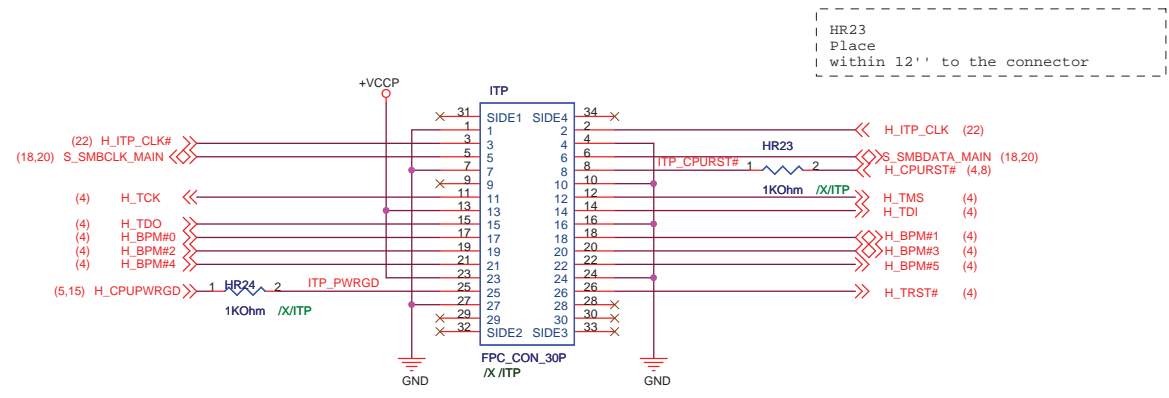 HR23
Place
within 12'' to the connector
+VCCP
ITP
31 SIDE1 SIDE4 34
1 1 2 2 H_ITP_CLK (22)
(22) H_ITP_CLK# 3 3 4 4
(18,20) S_SMBCLK_MAIN 5 5 6 6 S_SMBDATA_MAIN (18,20)
HR23
7 7 8 8 ITP_CPURST# 1 2 H_CPURST# (4,8)
9 9 10 10
1KOhm /X/ITP
(4) H_TCK 11 11 12 12 H_TMS (4)
13 13 14 14 H_TDI (4)
(4) H_TDO 15 15 16 16
(4) H_BPM#0 17 17 18 18 H_BPM#1 (4)
(4) H_BPM#2 19 19 20 20 H_BPM#3 (4)
(4) H_BPM#4 21 21 22 22 H_BPM#5 (4)
23 23 24 24
(5,15) H_CPUPWRGD 1 HR24 2 ITP_PWRGD 25 25 26 26 H_TRST# (4)
27 27 28 28
1KOhm /X/ITP
29 29 30 30
32 SIDE2 SIDE3 33
FPC_CON_30P
/X /ITP
GND
GND